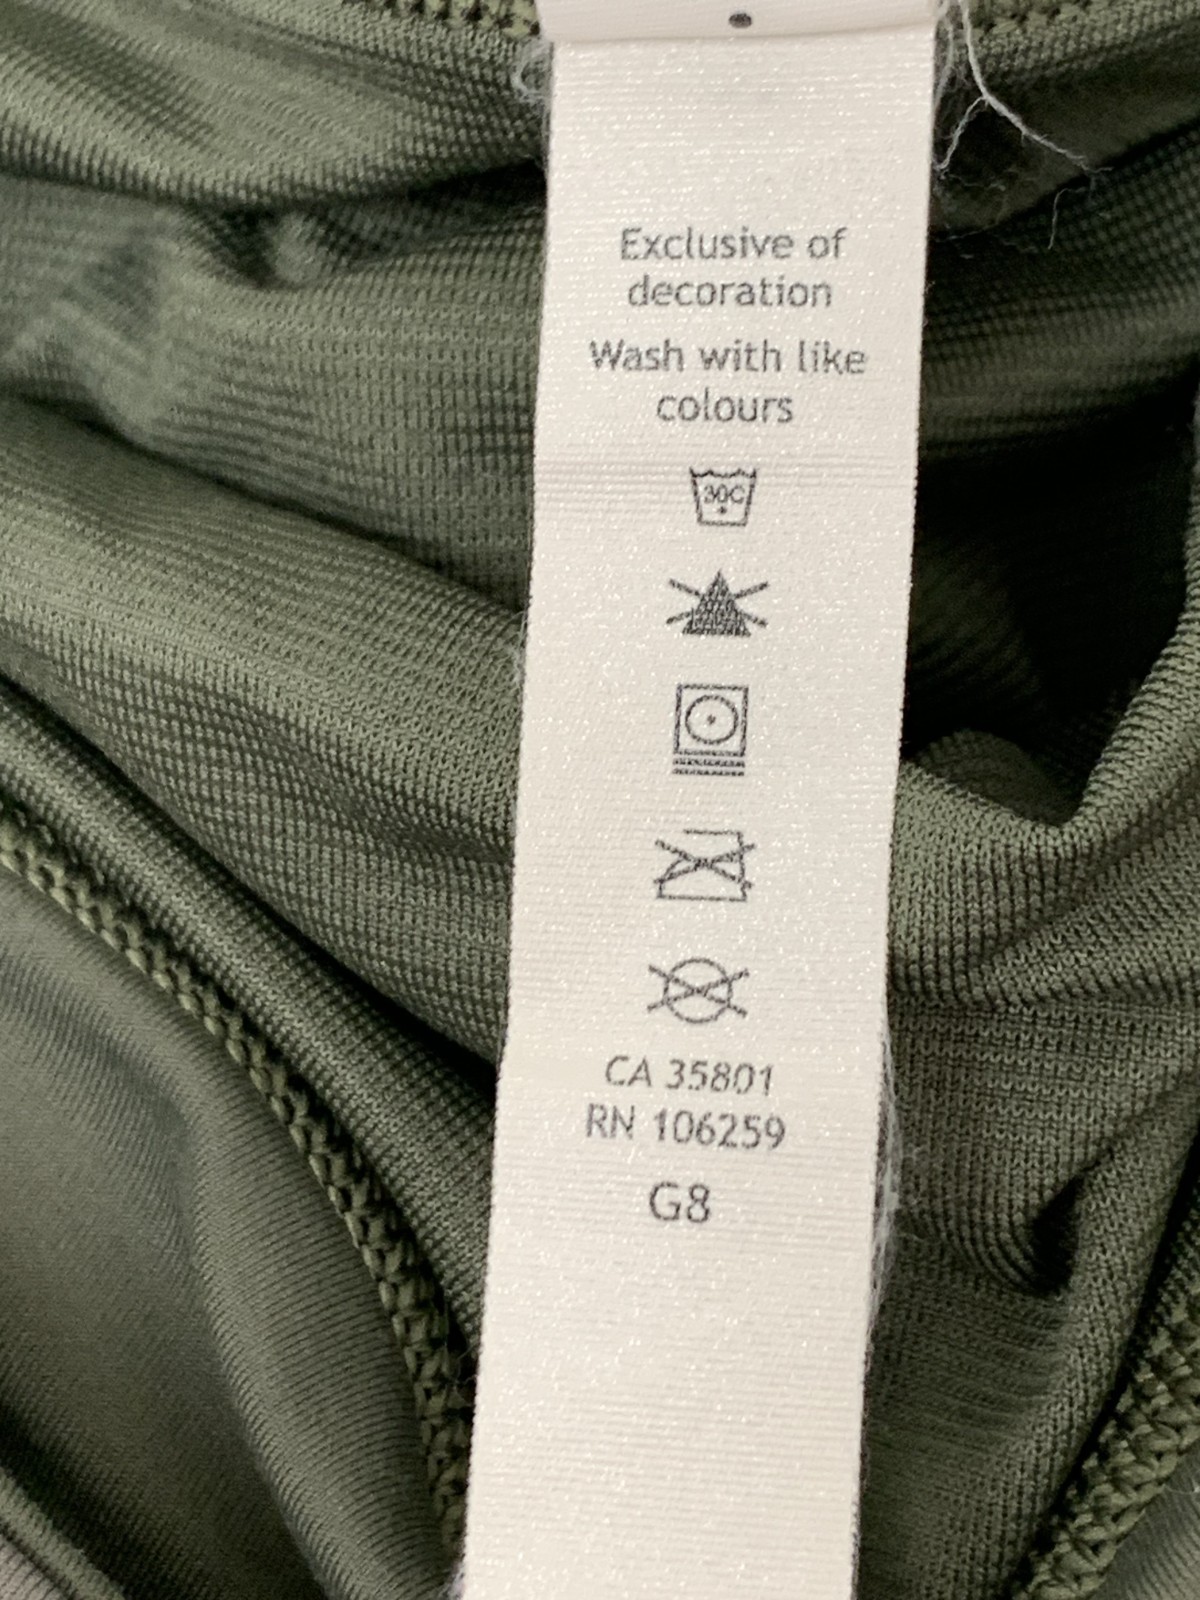 Exclusive of
decoration
Wash with like
colours
30C
CA 35801
RN 106259
G8